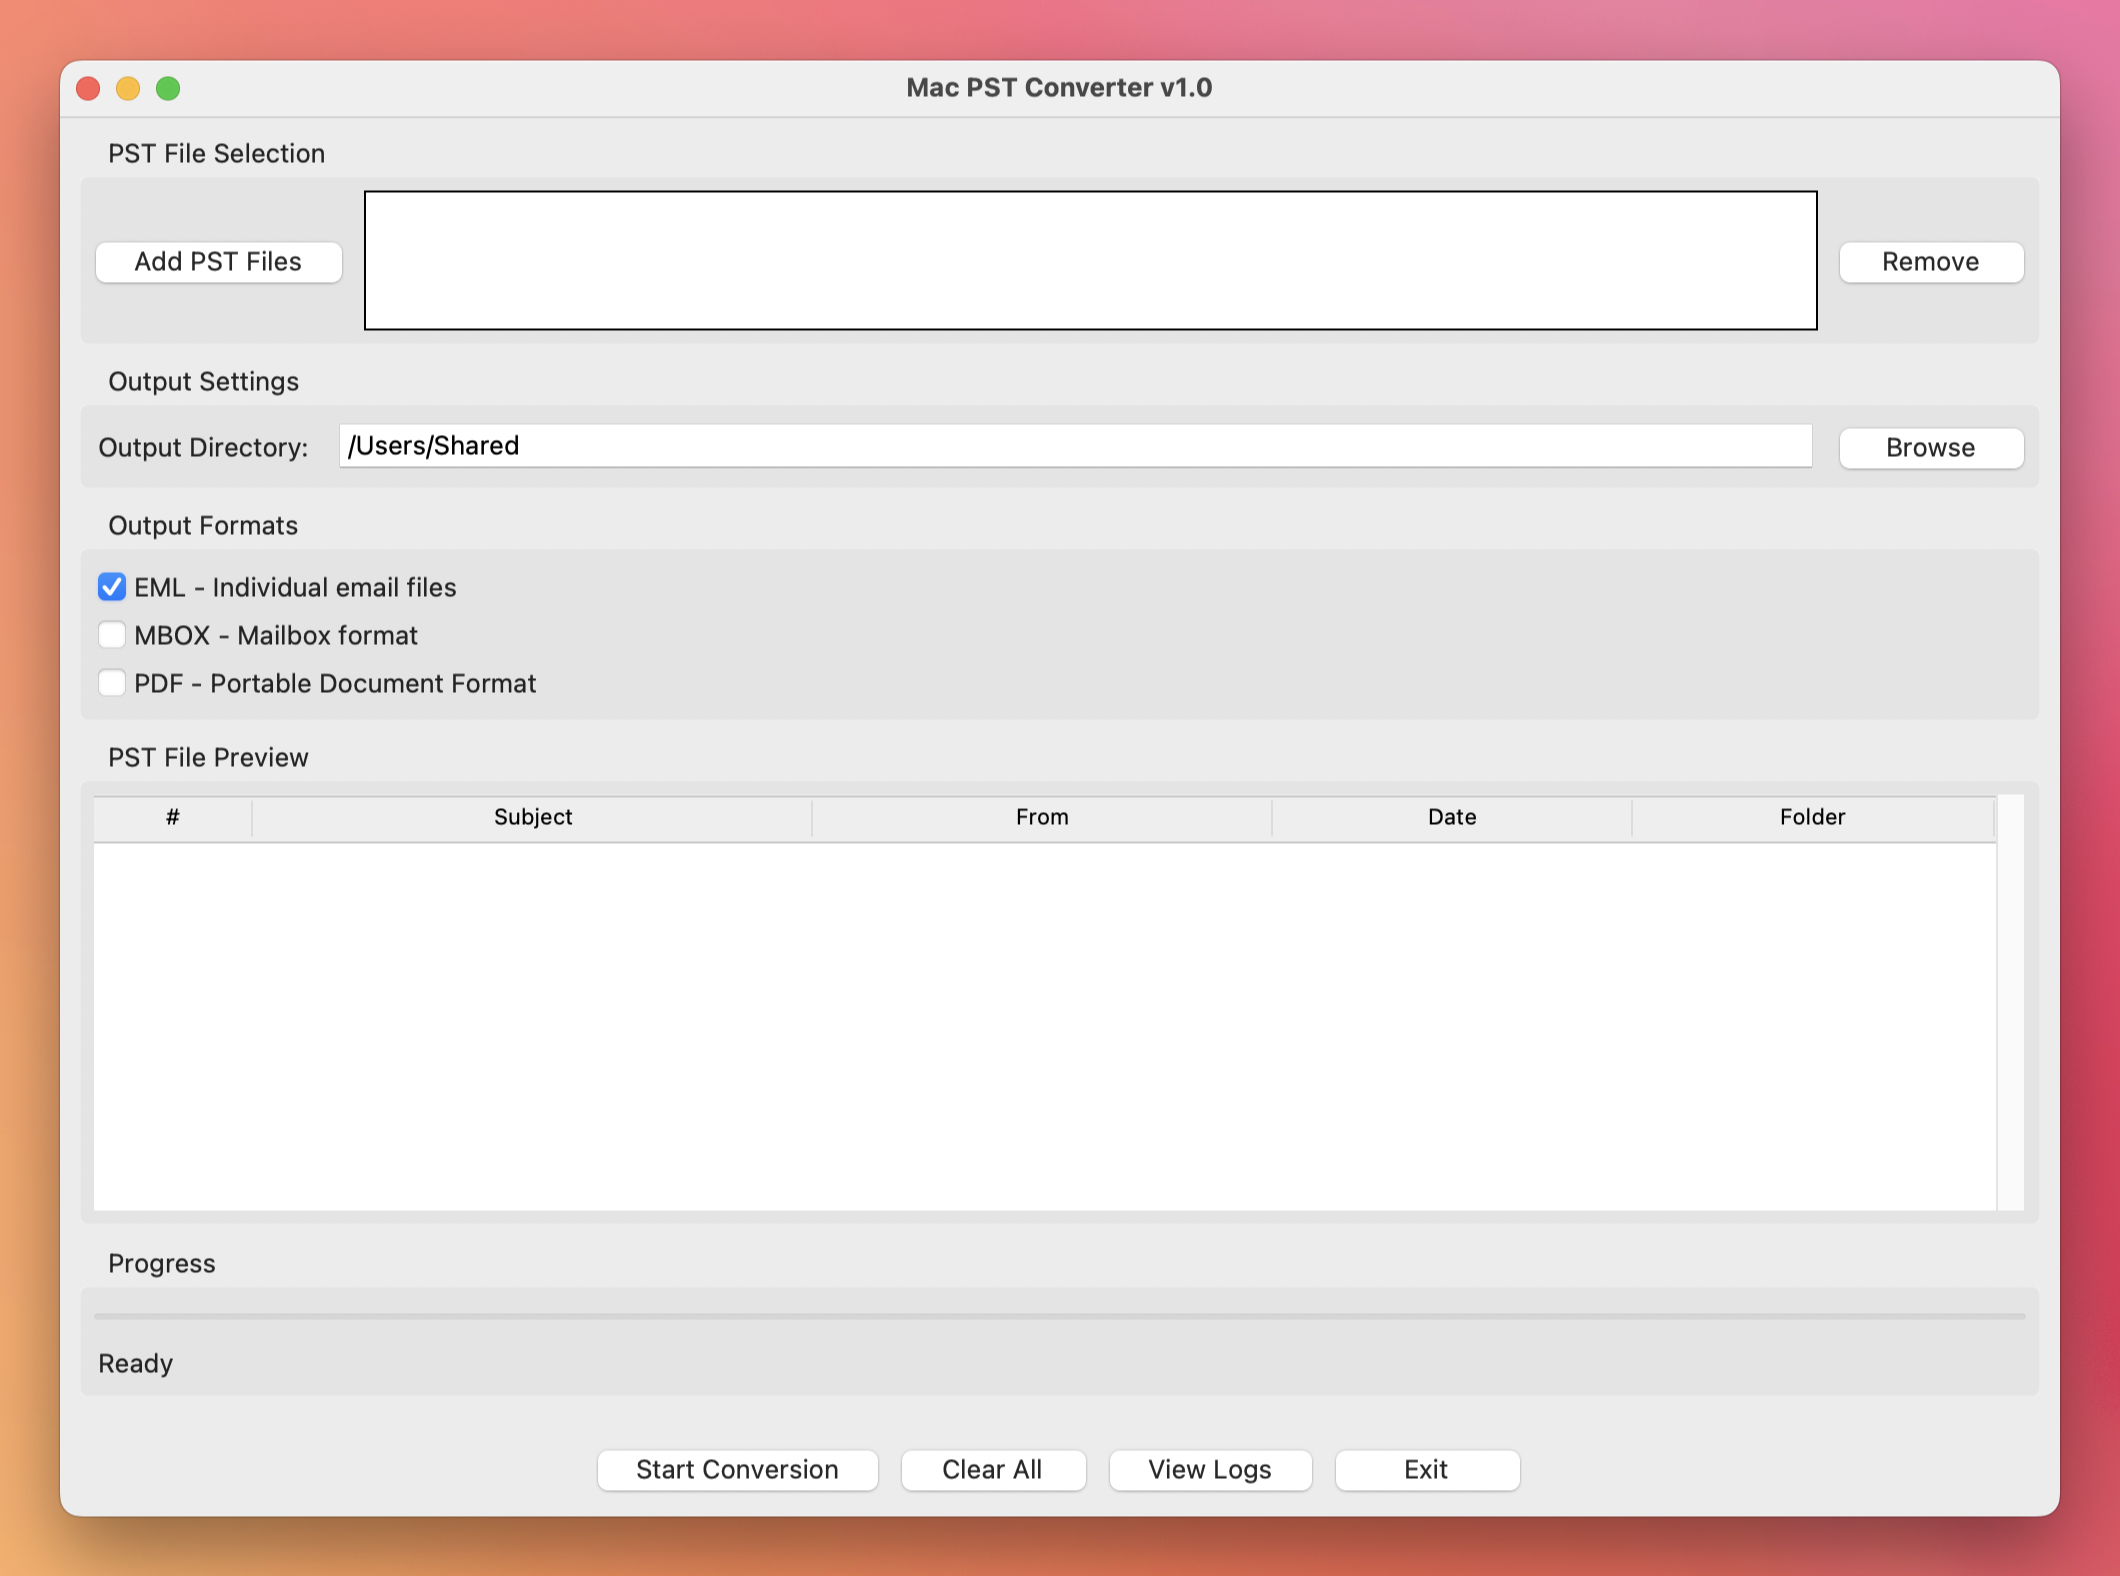 Mac PST Converter v1.0
PST File Selection
Add PST Files
Remove
Output Settings
Output Directory: /Users/Shared Browse
Output Formats
EML - Individual email files
MBOX - Mailbox format
PDF - Portable Document Format
PST File Preview
# Subject From Date Folder
Progress
Ready
Start Conversion Clear All View Logs Exit